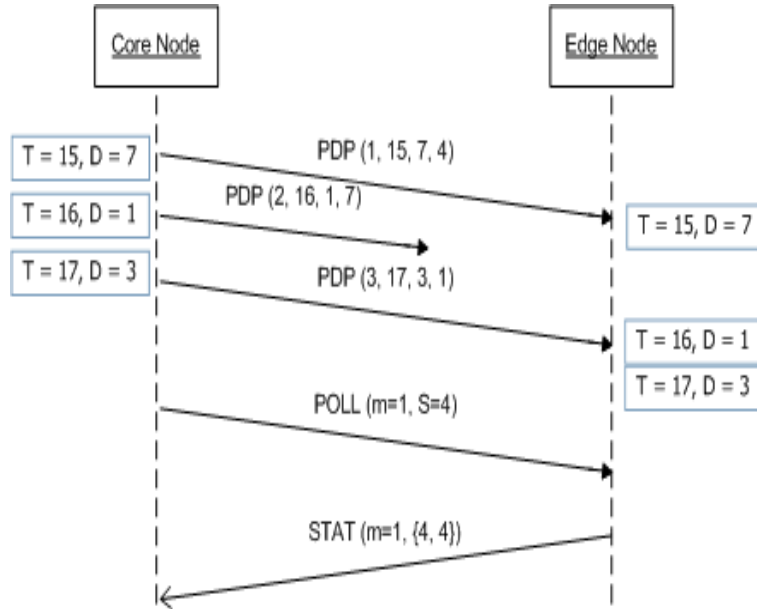 Core Node
Edge Node
T = 15, D = 7
PDP (1, 15, 7, 4)
PDP (2, 16, 1, 7)
T = 16, D = 1
T = 15, D = 7
T = 17, D = 3
PDP (3, 17, 3, 1)
T = 16, D = 1
T = 17, D = 3
POLL (m=1, S=4)
STAT (m=1, {4, 4})